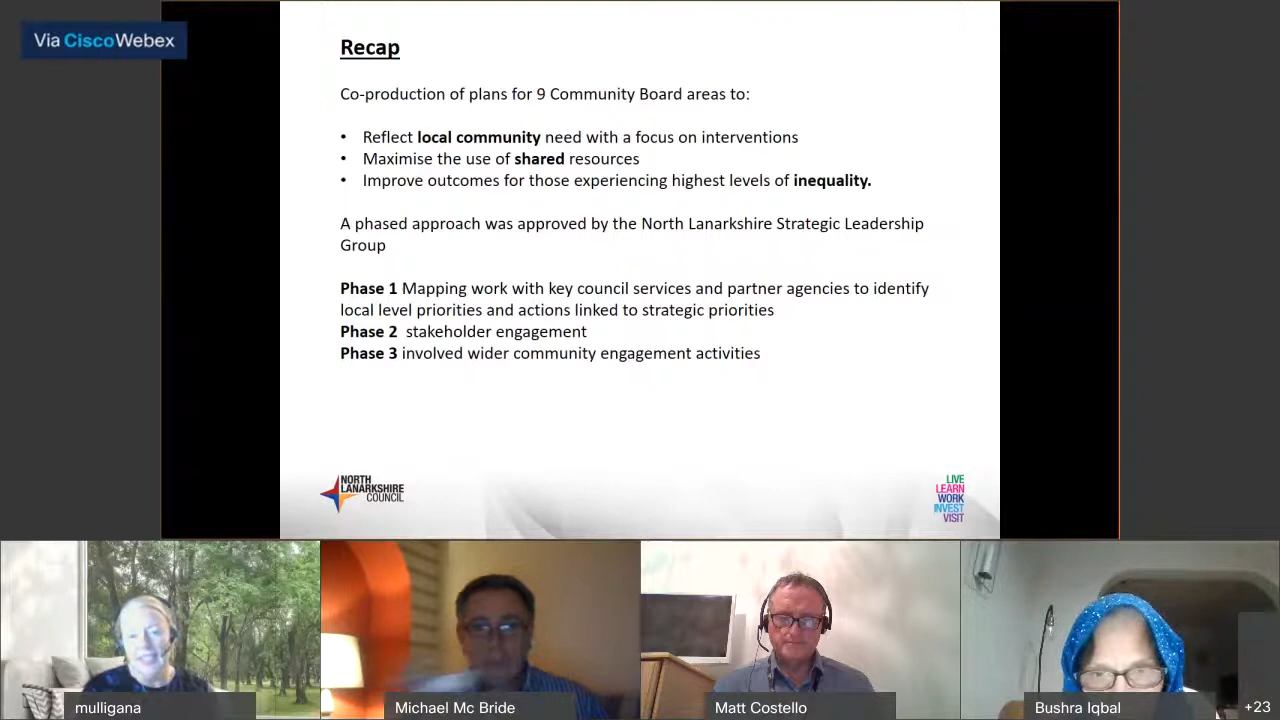 Via Cisco Webex
Recap
Co-production of plans for 9 Community Board areas to:
• Reflect local community need with a focus on interventions
• Maximise the use of shared resources
• Improve outcomes for those experiencing highest levels of inequality.
A phased approach was approved by the North Lanarkshire Strategic Leadership
Group
Phase 1 Mapping work with key council services and partner agencies to identify
local level priorities and actions linked to strategic priorities
Phase 2 stakeholder engagement
Phase 3 involved wider community engagement activities
NORTH
LANARKSHIRE
COUNCIL
LIVE
LEARN
WORK
INVEST
VISIT
mulligana
Michael Mc Bride
Matt Costello
Bushra Iqbal
+23